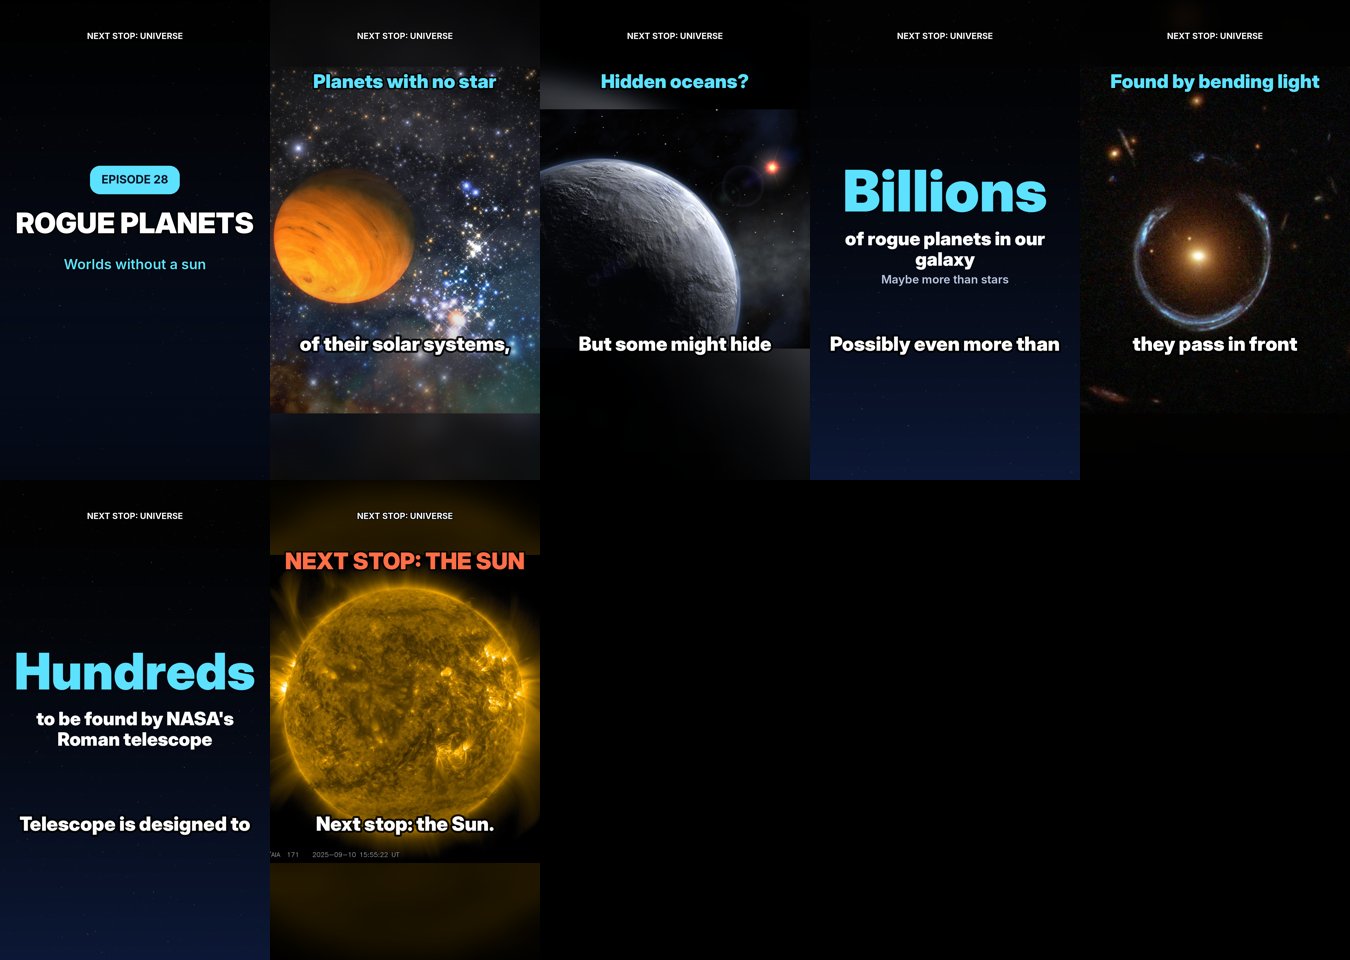 NEXT STOP: UNIVERSE
EPISODE 28
ROGUE PLANETS
Worlds without a sun
NEXT STOP: UNIVERSE
Planets with no star
of their solar systems,
NEXT STOP: UNIVERSE
Hidden oceans?
But some might hide
NEXT STOP: UNIVERSE
Billions
of rogue planets in our
galaxy
Maybe more than stars
Possibly even more than
NEXT STOP: UNIVERSE
Found by bending light
they pass in front
NEXT STOP: UNIVERSE
Hundreds
to be found by NASA's
Roman telescope
Telescope is designed to
NEXT STOP: UNIVERSE
NEXT STOP: THE SUN
Next stop: the Sun.
AIA 171 2025-09-10 15:55:22 UT